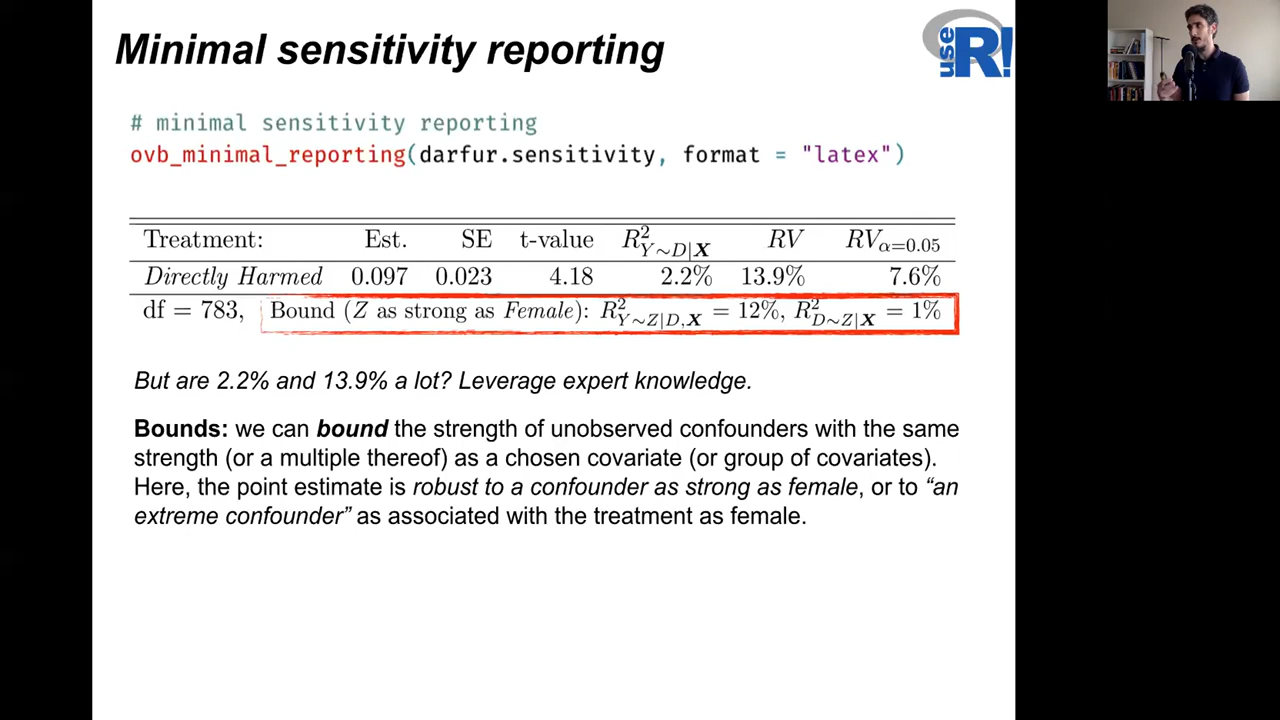 Minimal sensitivity reporting
useR!
# minimal sensitivity reporting
ovb_minimal_reporting(darfur.sensitivity, format = "latex")
Treatment: Est. SE t-value R²_{Y∼D|X} RV RV_{α=0.05}
Directly Harmed 0.097 0.023 4.18 2.2% 13.9% 7.6%
df = 783, Bound (Z as strong as Female): R²_{Y∼Z|D,X} = 12%, R²_{D∼Z|X} = 1%
But are 2.2% and 13.9% a lot? Leverage expert knowledge.
Bounds: we can bound the strength of unobserved confounders with the same
strength (or a multiple thereof) as a chosen covariate (or group of covariates).
Here, the point estimate is robust to a confounder as strong as female, or to “an
extreme confounder” as associated with the treatment as female.